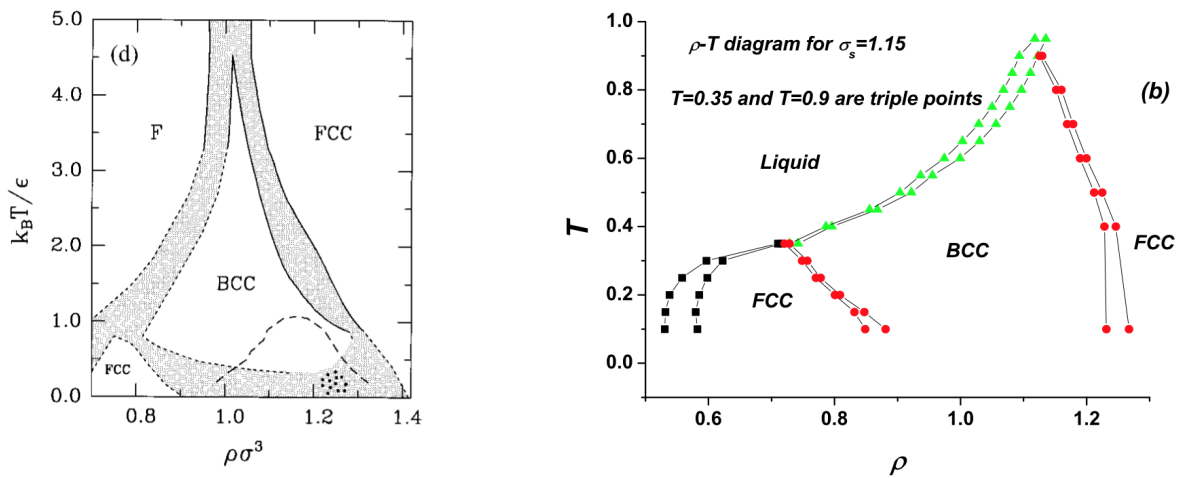 5.0
(d)
4.0
F
FCC
3.0
k_BT/ϵ
2.0
BCC
1.0
FCC
0.0
0.8
1.0
1.2
1.4
ρσ³
1.0
ρ-T diagram for σ_s=1.15
0.8
T=0.35 and T=0.9 are triple points
(b)
0.6
Liquid
T
0.4
BCC
FCC
0.2
FCC
0.0
0.6
0.8
1.0
1.2
ρ